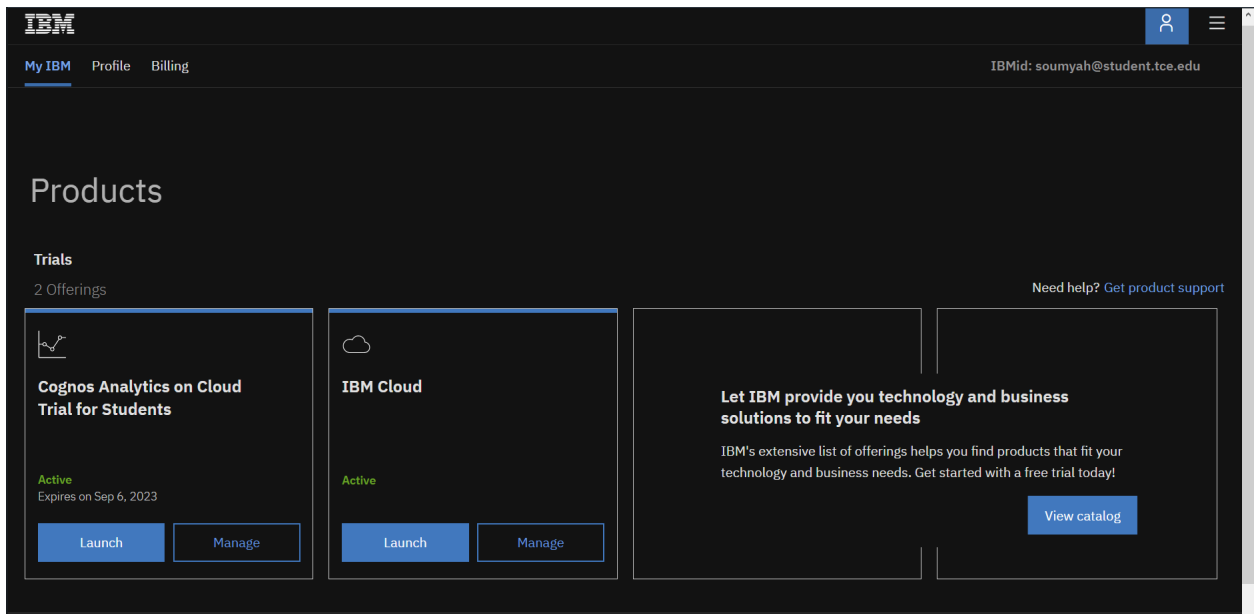 IBM
My IBM Profile Billing
IBMid: soumyah@student.tce.edu
Products
Trials
2 Offerings
Need help? Get product support
Cognos Analytics on Cloud
Trial for Students
Active
Expires on Sep 6, 2023
Launch Manage
IBM Cloud
Active
Launch Manage
Let IBM provide you technology and business
solutions to fit your needs
IBM's extensive list of offerings helps you find products that fit your
technology and business needs. Get started with a free trial today!
View catalog